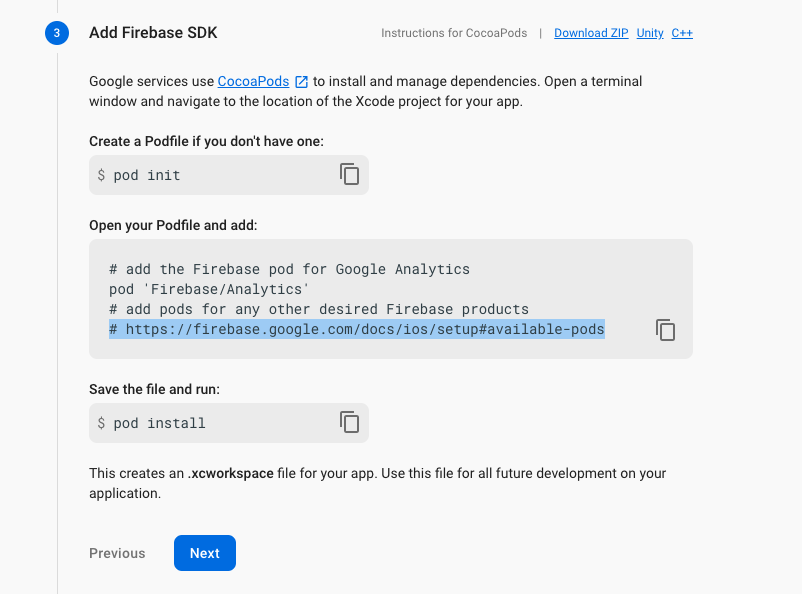 3 Add Firebase SDK Instructions for CocoaPods | Download ZIP Unity C++
Google services use CocoaPods to install and manage dependencies. Open a terminal
window and navigate to the location of the Xcode project for your app.
Create a Podfile if you don't have one:
$ pod init
Open your Podfile and add:
# add the Firebase pod for Google Analytics
pod 'Firebase/Analytics'
# add pods for any other desired Firebase products
# https://firebase.google.com/docs/ios/setup#available-pods
Save the file and run:
$ pod install
This creates an .xcworkspace file for your app. Use this file for all future development on your
application.
Previous Next